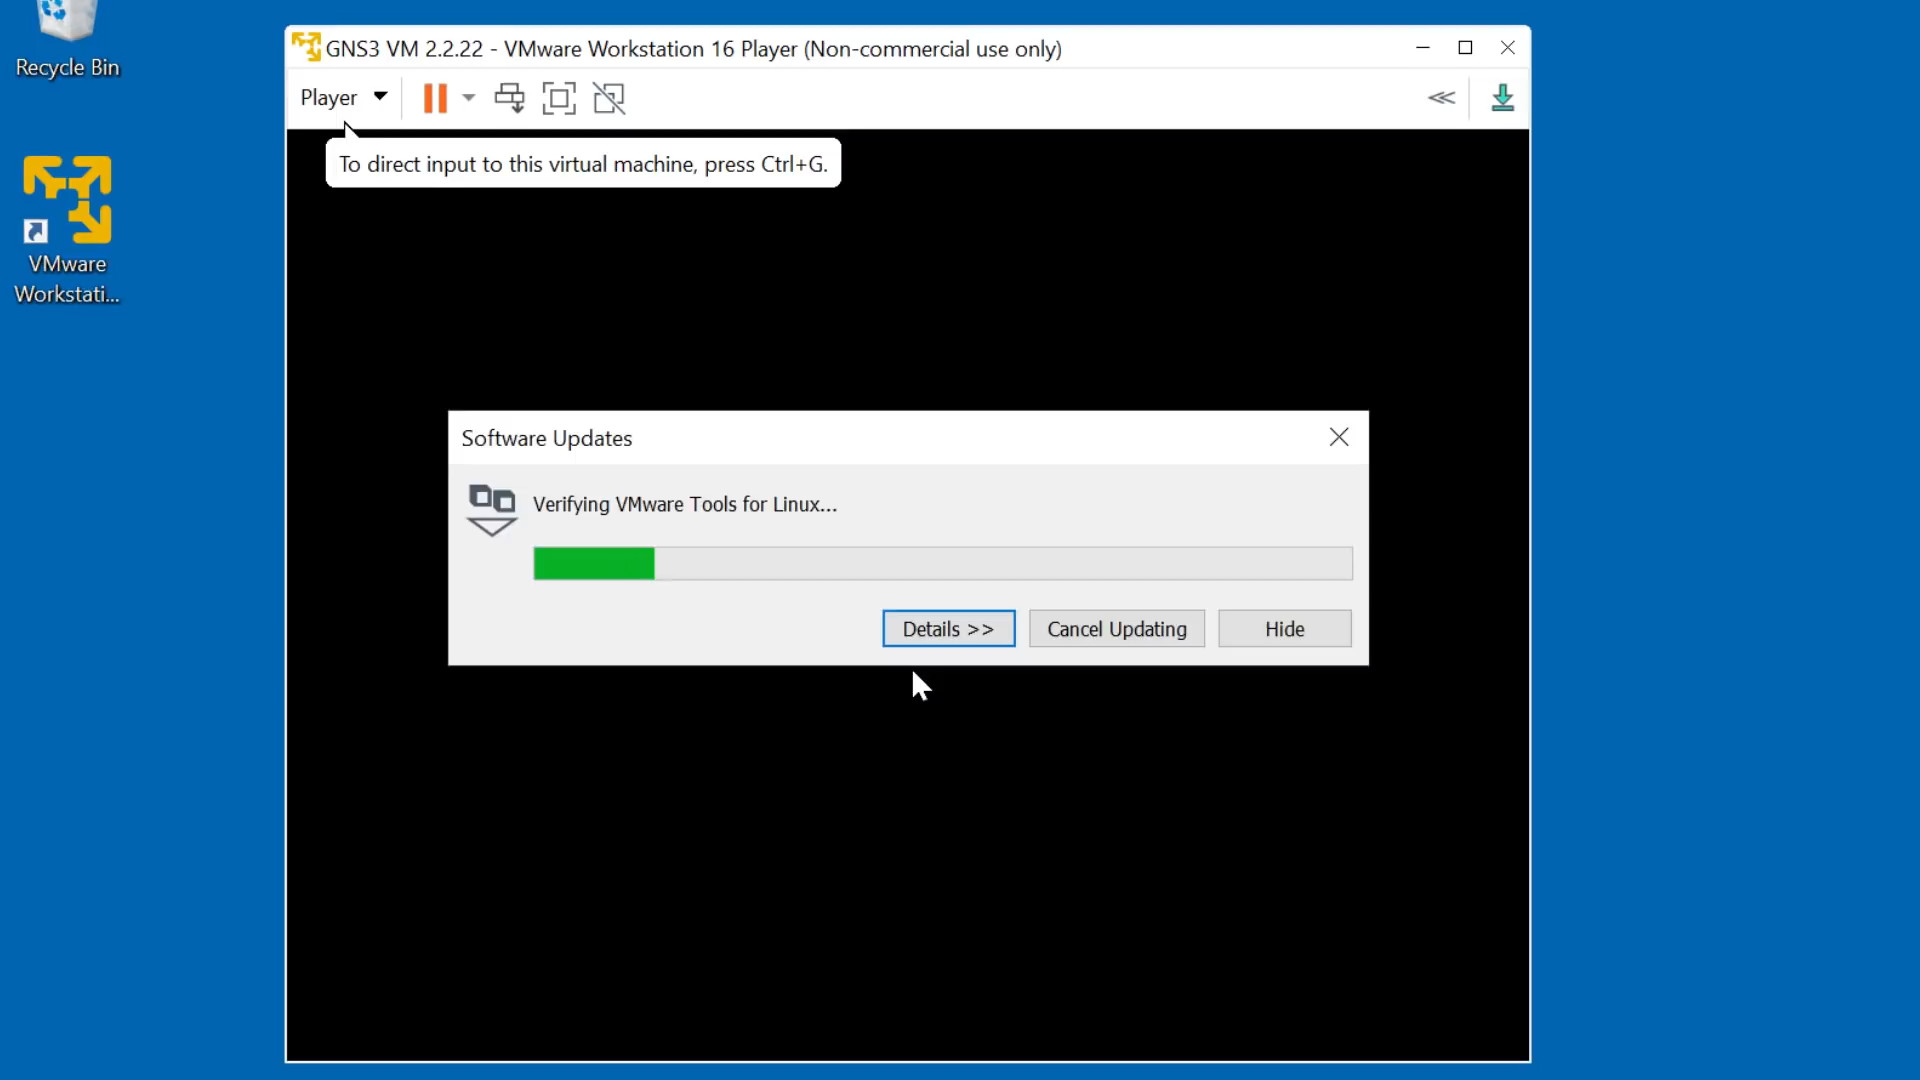 Recycle Bin
VMware
Workstati...
GNS3 VM 2.2.22 - VMware Workstation 16 Player (Non-commercial use only)
Player
To direct input to this virtual machine, press Ctrl+G.
Software Updates
Verifying VMware Tools for Linux...
Details >>
Cancel Updating
Hide